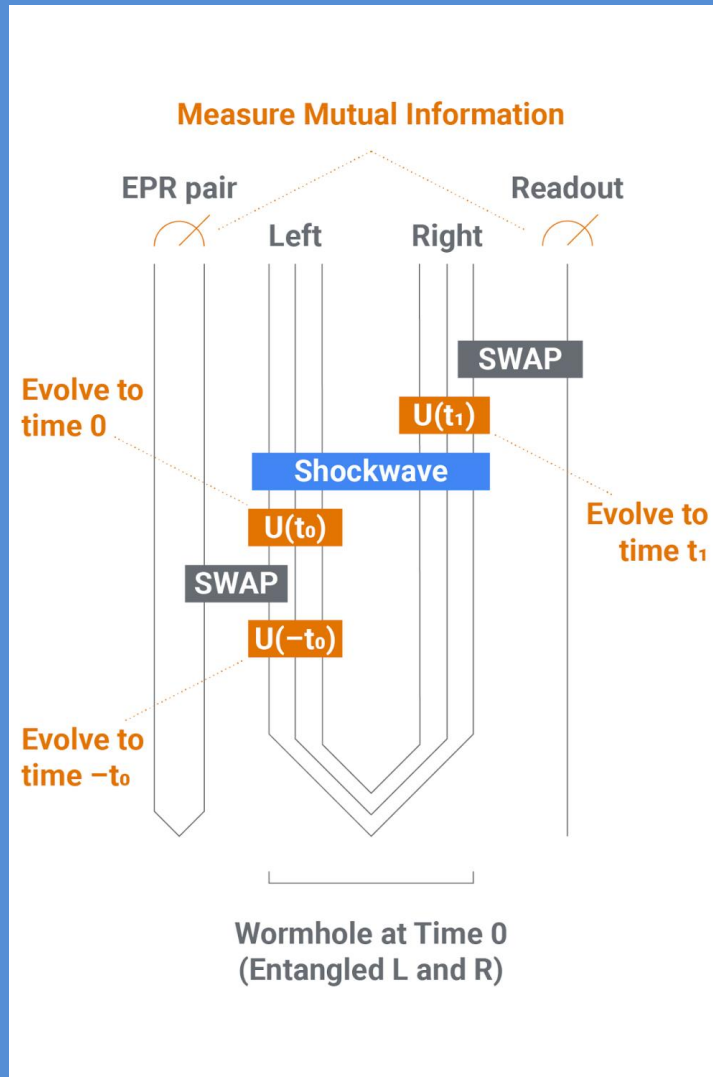 Measure Mutual Information
EPR pair
Readout
Left
Right
SWAP
Evolve to
time 0
U(t₁)
Shockwave
U(t₀)
Evolve to
time t₁
SWAP
U(−t₀)
Evolve to
time −t₀
Wormhole at Time 0
(Entangled L and R)